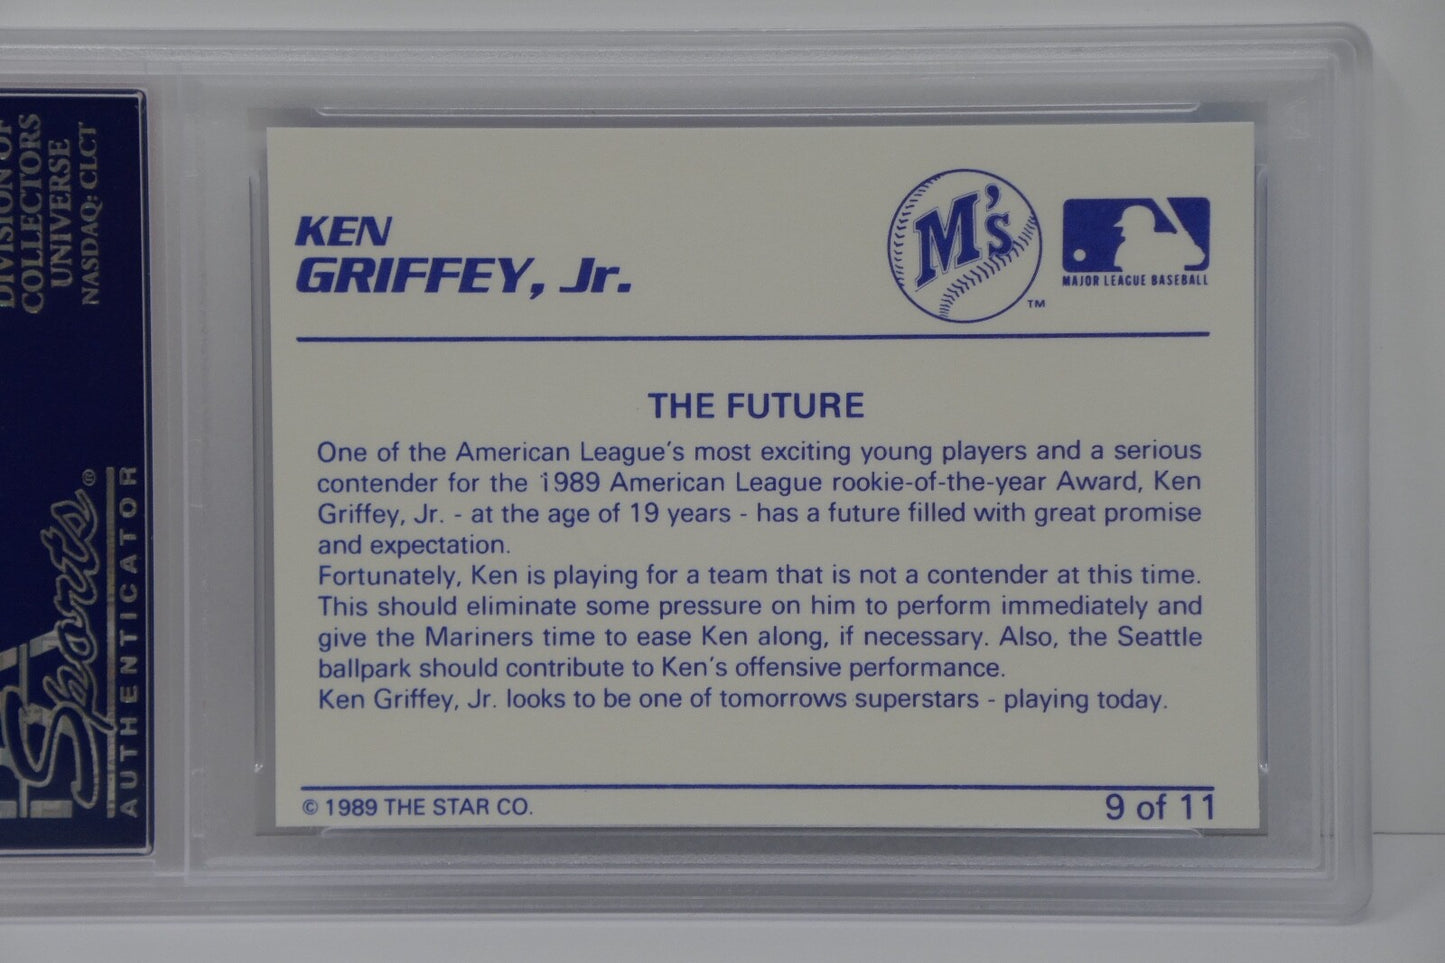 DIVISION OF
COLLECTORS
UNIVERSE
NASDAQ: CLCT
Sports®
AUTHENTICATOR
KEN
GRIFFEY, Jr.
M's
TM
MAJOR LEAGUE BASEBALL
THE FUTURE
One of the American League's most exciting young players and a serious
contender for the 1989 American League rookie-of-the-year Award, Ken
Griffey, Jr. - at the age of 19 years - has a future filled with great promise
and expectation.
Fortunately, Ken is playing for a team that is not a contender at this time.
This should eliminate some pressure on him to perform immediately and
give the Mariners time to ease Ken along, if necessary. Also, the Seattle
ballpark should contribute to Ken's offensive performance.
Ken Griffey, Jr. looks to be one of tomorrows superstars - playing today.
© 1989 THE STAR CO.
9 of 11